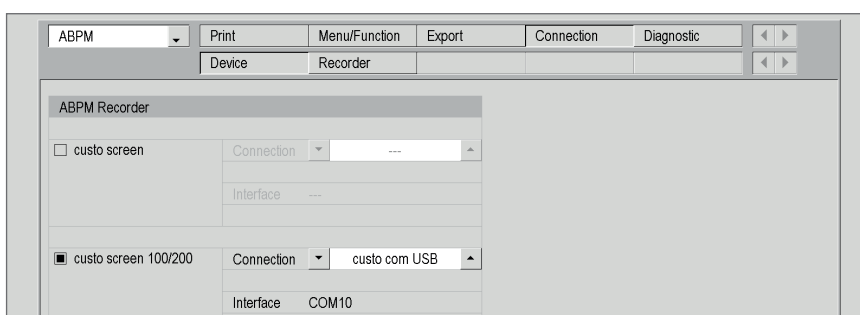 ABPM Print Menu/Function Export Connection Diagnostic
Device Recorder
ABPM Recorder
custo screen Connection ---
Interface ---
custo screen 100/200 Connection custo com USB
Interface COM10